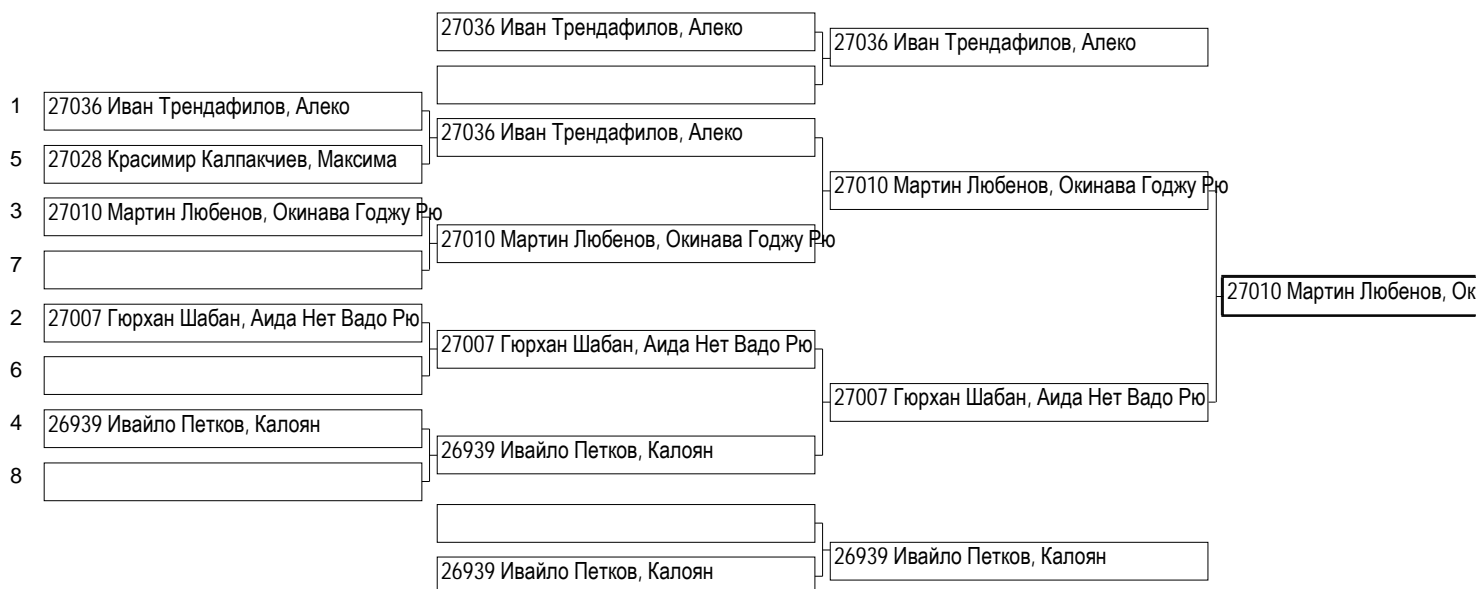 27036 Иван Трендафилов, Алеко
27036 Иван Трендафилов, Алеко
1 27036 Иван Трендафилов, Алеко
27036 Иван Трендафилов, Алеко
5 27028 Красимир Калпакчиев, Максима
27010 Мартин Любенов, Окинава Годжу Рю
3 27010 Мартин Любенов, Окинава Годжу Рю
27010 Мартин Любенов, Окинава Годжу Рю
7
27010 Мартин Любенов, Ок
2 27007 Гюрхан Шабан, Аида Нет Вадо Рю
27007 Гюрхан Шабан, Аида Нет Вадо Рю
6
27007 Гюрхан Шабан, Аида Нет Вадо Рю
4 26939 Ивайло Петков, Калоян
26939 Ивайло Петков, Калоян
8
26939 Ивайло Петков, Калоян
26939 Ивайло Петков, Калоян